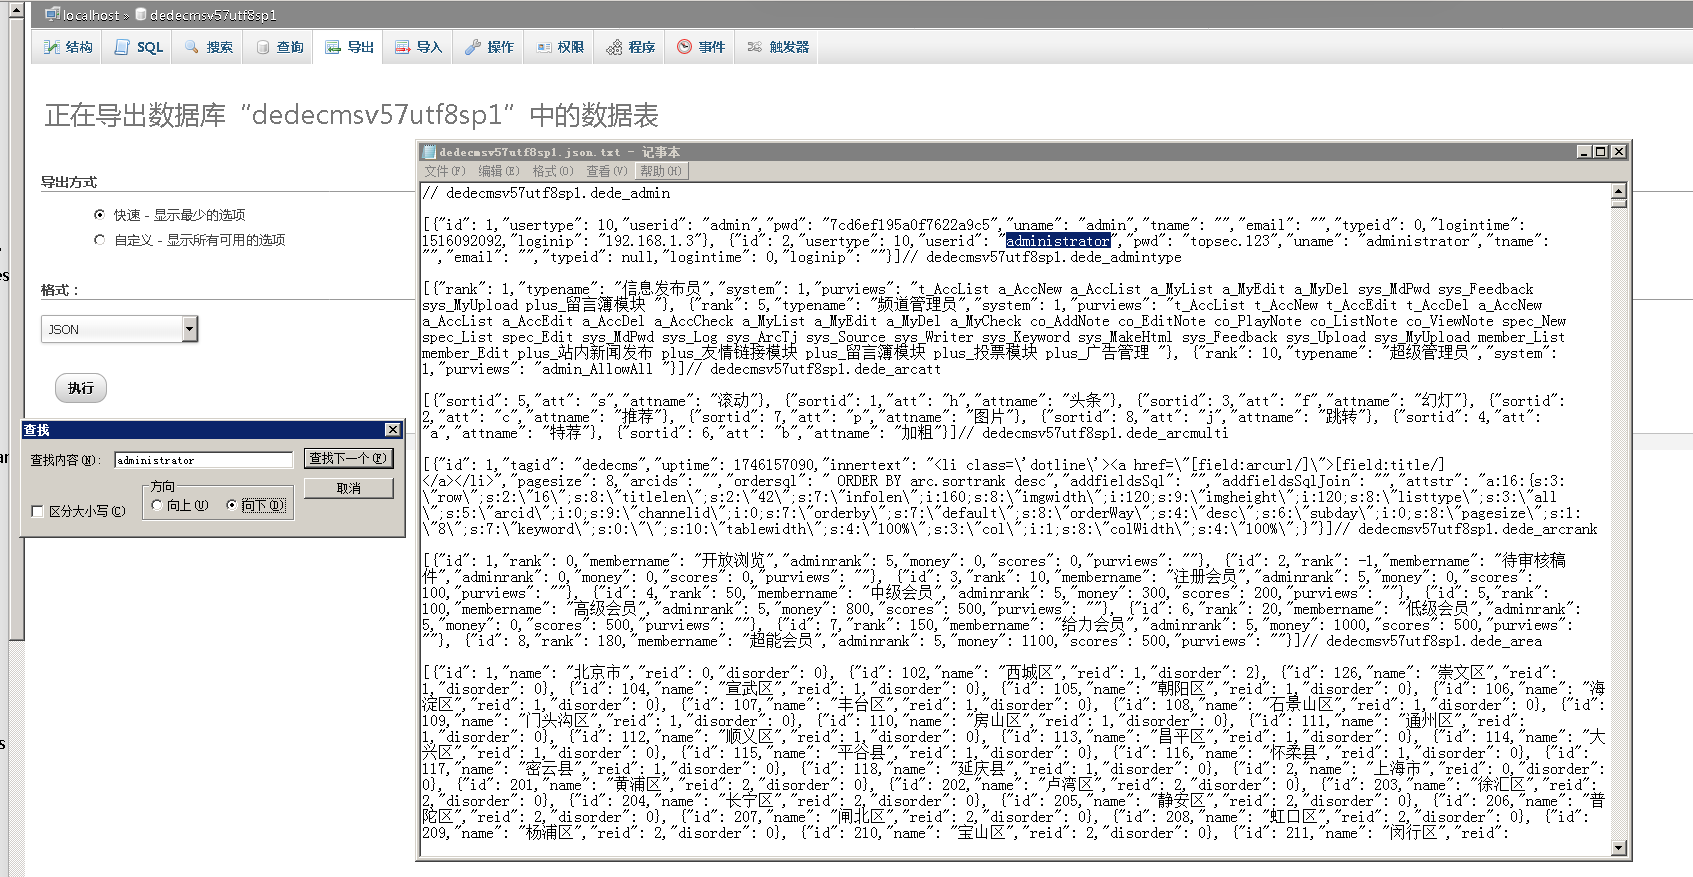 localhost » dedecmsv57utf8sp1
结构 SQL 搜索 查询 导出 导入 操作 权限 程序 事件 触发器
正在导出数据库“dedecmsv57utf8sp1”中的数据表
导出方式
快速 - 显示最少的选项
自定义 - 显示所有可用的选项
格式：
JSON
执行
查找
查找内容(N)： administrator 查找下一个(F)
方向 取消
区分大小写(C) 向上(U) 向下(D)
dedecmsv57utf8sp1.json.txt - 记事本
文件(F) 编辑(E) 格式(O) 查看(V) 帮助(H)
// dedecmsv57utf8sp1.dede_admin
[{"id": 1,"usertype": 10,"userid": "admin","pwd": "7cd6ef195a0f7622a9c5","uname": "admin","tname": "","email": "","typeid": 0,"logintime":
1516092092,"loginip": "192.168.1.3"}, {"id": 2,"usertype": 10,"userid": "administrator","pwd": "topsec.123","uname": "administrator","tname":
"","email": "","typeid": null,"logintime": 0,"loginip": ""}]// dedecmsv57utf8sp1.dede_admintype
[{"rank": 1,"typename": "信息发布员","system": 1,"purviews": "t_AccList a_AccNew a_AccList a_MyList a_MyEdit a_MyDel sys_MdPwd sys_Feedback
sys_MyUpload plus_留言簿模块 "}, {"rank": 5,"typename": "频道管理员","system": 1,"purviews": "t_AccList t_AccNew t_AccEdit t_AccDel a_AccNew
a_AccList a_AccEdit a_AccDel a_AccCheck a_MyList a_MyEdit a_MyDel a_MyCheck co_AddNote co_EditNote co_PlayNote co_ListNote co_ViewNote spec_New
spec_List spec_Edit sys_MdPwd sys_Log sys_ArcTj sys_Source sys_Writer sys_Keyword sys_MakeHtml sys_Feedback sys_Upload sys_MyUpload member_List
member_Edit plus_站内新闻发布 plus_友情链接模块 plus_留言簿模块 plus_投票模块 plus_广告管理 "}, {"rank": 10,"typename": "超级管理员","system":
1,"purviews": "admin_AllowAll "}]// dedecmsv57utf8sp1.dede_arcatt
[{"sortid": 5,"att": "s","attname": "滚动"}, {"sortid": 1,"att": "h","attname": "头条"}, {"sortid": 3,"att": "f","attname": "幻灯"}, {"sortid":
2,"att": "c","attname": "推荐"}, {"sortid": 7,"att": "p","attname": "图片"}, {"sortid": 8,"att": "j","attname": "跳转"}, {"sortid": 4,"att":
"a","attname": "特荐"}, {"sortid": 6,"att": "b","attname": "加粗"}]// dedecmsv57utf8sp1.dede_arcmulti
[{"id": 1,"tagid": "dedecms","uptime": 1746157090,"innertext": "<li class=\'dotline\'><a href=\"[field:arcurl/]\">[field:title/]
</a></li>","pagesize": 8,"arcids": "","ordersql": " ORDER BY arc.sortrank desc","addfieldsSql": "","addfieldsSqlJoin": "","attstr": "a:16:{s:3:
\"row\";s:2:\"16\";s:8:\"titlelen\";s:2:\"42\";s:7:\"infolen\";i:160;s:8:\"imgwidth\";i:120;s:9:\"imgheight\";i:120;s:8:\"listtype\";s:3:\"all
\";s:5:\"arcid\";i:0;s:9:\"channelid\";i:0;s:7:\"orderby\";s:7:\"default\";s:8:\"orderWay\";s:4:\"desc\";s:6:\"subday\";i:0;s:8:\"pagesize\";s:1:
\"8\";s:7:\"keyword\";s:0:\"\";s:10:\"tablewidth\";s:4:\"100%\";s:3:\"col\";i:1;s:8:\"colWidth\";s:4:\"100%\";}"}]// dedecmsv57utf8sp1.dede_arcrank
[{"id": 1,"rank": 0,"membername": "开放浏览","adminrank": 5,"money": 0,"scores": 0,"purviews": ""}, {"id": 2,"rank": -1,"membername": "待审核稿
件","adminrank": 0,"money": 0,"scores": 0,"purviews": ""}, {"id": 3,"rank": 10,"membername": "注册会员","adminrank": 5,"money": 0,"scores":
100,"purviews": ""}, {"id": 4,"rank": 50,"membername": "中级会员","adminrank": 5,"money": 300,"scores": 200,"purviews": ""}, {"id": 5,"rank":
100,"membername": "高级会员","adminrank": 5,"money": 800,"scores": 500,"purviews": ""}, {"id": 6,"rank": 20,"membername": "低级会员","adminrank":
5,"money": 0,"scores": 500,"purviews": ""}, {"id": 7,"rank": 150,"membername": "给力会员","adminrank": 5,"money": 1000,"scores": 500,"purviews":
""}, {"id": 8,"rank": 180,"membername": "超能会员","adminrank": 5,"money": 1100,"scores": 500,"purviews": ""}]// dedecmsv57utf8sp1.dede_area
[{"id": 1,"name": "北京市","reid": 0,"disorder": 0}, {"id": 102,"name": "西城区","reid": 1,"disorder": 2}, {"id": 126,"name": "崇文区","reid":
1,"disorder": 0}, {"id": 104,"name": "宣武区","reid": 1,"disorder": 0}, {"id": 105,"name": "朝阳区","reid": 1,"disorder": 0}, {"id": 106,"name": "海
淀区","reid": 1,"disorder": 0}, {"id": 107,"name": "丰台区","reid": 1,"disorder": 0}, {"id": 108,"name": "石景山区","reid": 1,"disorder": 0}, {"id":
109,"name": "门头沟区","reid": 1,"disorder": 0}, {"id": 110,"name": "房山区","reid": 1,"disorder": 0}, {"id": 111,"name": "通州区","reid":
1,"disorder": 0}, {"id": 112,"name": "顺义区","reid": 1,"disorder": 0}, {"id": 113,"name": "昌平区","reid": 1,"disorder": 0}, {"id": 114,"name": "大
兴区","reid": 1,"disorder": 0}, {"id": 115,"name": "平谷县","reid": 1,"disorder": 0}, {"id": 116,"name": "怀柔县","reid": 1,"disorder": 0}, {"id":
117,"name": "密云县","reid": 1,"disorder": 0}, {"id": 118,"name": "延庆县","reid": 1,"disorder": 0}, {"id": 2,"name": "上海市","reid": 0,"disorder":
0}, {"id": 201,"name": "黄浦区","reid": 2,"disorder": 0}, {"id": 202,"name": "卢湾区","reid": 2,"disorder": 0}, {"id": 203,"name": "徐汇区","reid":
2,"disorder": 0}, {"id": 204,"name": "长宁区","reid": 2,"disorder": 0}, {"id": 205,"name": "静安区","reid": 2,"disorder": 0}, {"id": 206,"name": "普
陀区","reid": 2,"disorder": 0}, {"id": 207,"name": "闸北区","reid": 2,"disorder": 0}, {"id": 208,"name": "虹口区","reid": 2,"disorder": 0}, {"id":
209,"name": "杨浦区","reid": 2,"disorder": 0}, {"id": 210,"name": "宝山区","reid": 2,"disorder": 0}, {"id": 211,"name": "闵行区","reid":